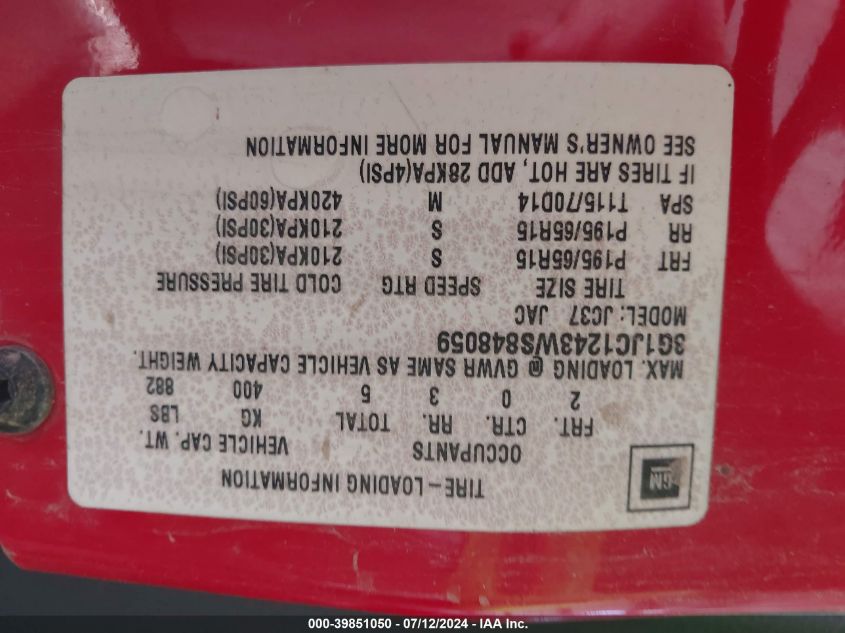 TIRE-LOADING INFORMATION
GM
OCCUPANTS VEHICLE CAP. WT.
FRT. CTR. RR. TOTAL KG LBS
2 0 3 5 400 882
MAX. LOADING @ GVWR SAME AS VEHICLE CAPACITY WEIGHT.
3G1JC1243WS848059
MODEL: JC37 JAC
TIRE SIZE SPEED RTG COLD TIRE PRESSURE
FRT P195/65R15 S 210KPA(30PSI)
RR P195/65R15 S 210KPA(30PSI)
SPA T115/70D14 M 420KPA(60PSI)
IF TIRES ARE HOT, ADD 28KPA(4PSI)
SEE OWNER'S MANUAL FOR MORE INFORMATION
000-39851050 - 07/12/2024 - IAA Inc.